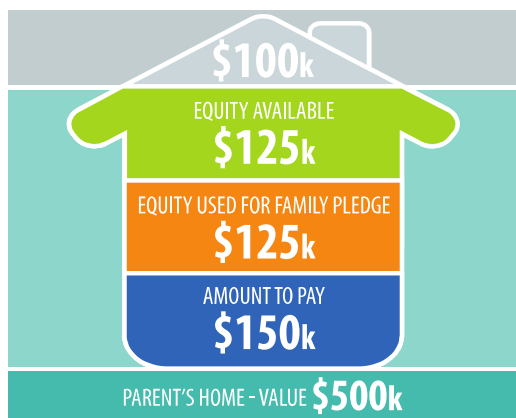 $100k
EQUITY AVAILABLE
$125k
EQUITY USED FOR FAMILY PLEDGE
$125k
AMOUNT TO PAY
$150k
PARENT'S HOME - VALUE $500k